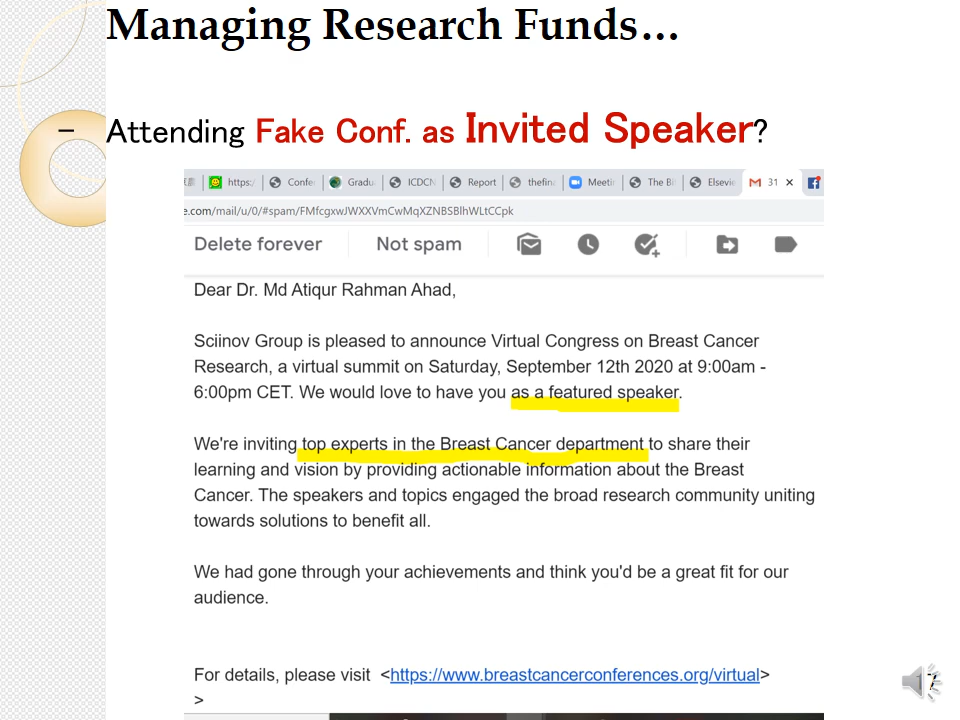 Managing Research Funds…
– Attending Fake Conf. as Invited Speaker?
https: Confer Gradu ICDCN Report thefind Meetin The Bi Elsevie 31 ×
e.com/mail/u/0/#spam/FMfcgxwJWXXVmCwMqXZNBSBlhWLtCCpk
Delete forever Not spam
Dear Dr. Md Atiqur Rahman Ahad,
Sciinov Group is pleased to announce Virtual Congress on Breast Cancer
Research, a virtual summit on Saturday, September 12th 2020 at 9:00am -
6:00pm CET. We would love to have you as a featured speaker.
We're inviting top experts in the Breast Cancer department to share their
learning and vision by providing actionable information about the Breast
Cancer. The speakers and topics engaged the broad research community uniting
towards solutions to benefit all.
We had gone through your achievements and think you'd be a great fit for our
audience.
For details, please visit <https://www.breastcancerconferences.org/virtual>
>